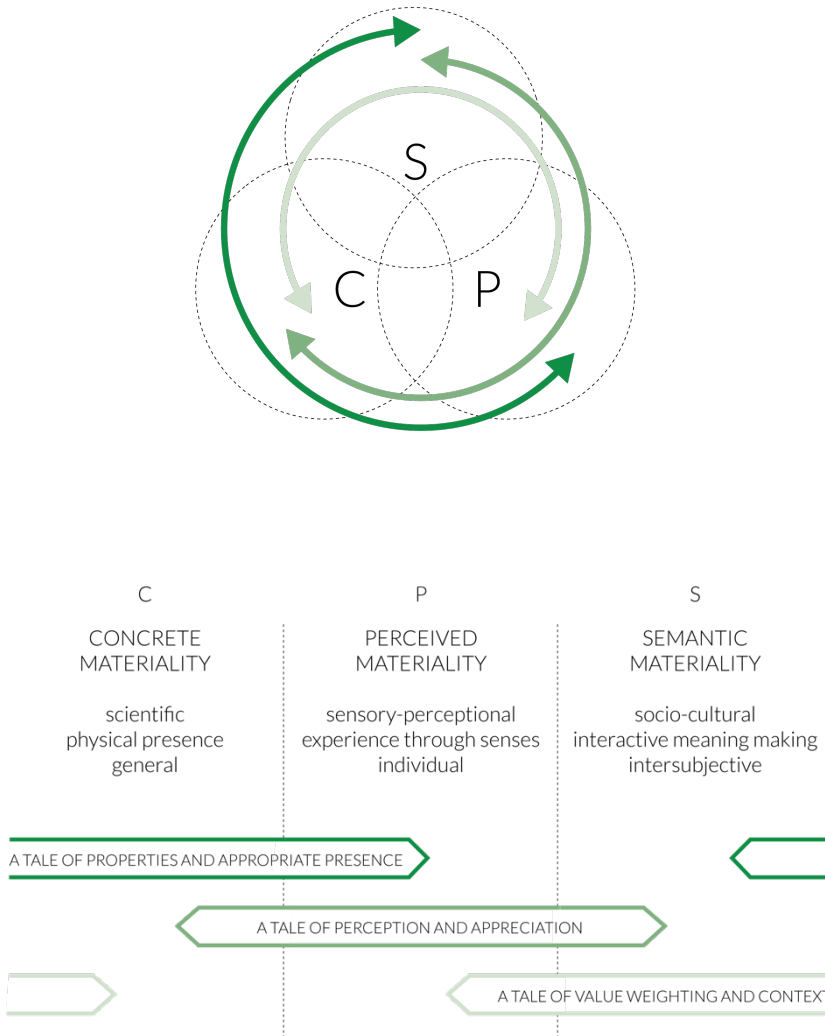 S
C P
C P S
CONCRETE
MATERIALITY
PERCEIVED
MATERIALITY
SEMANTIC
MATERIALITY
scientific
physical presence
general
sensory-perceptional
experience through senses
individual
socio-cultural
interactive meaning making
intersubjective
A TALE OF PROPERTIES AND APPROPRIATE PRESENCE
A TALE OF PERCEPTION AND APPRECIATION
A TALE OF VALUE WEIGHTING AND CONTEXT